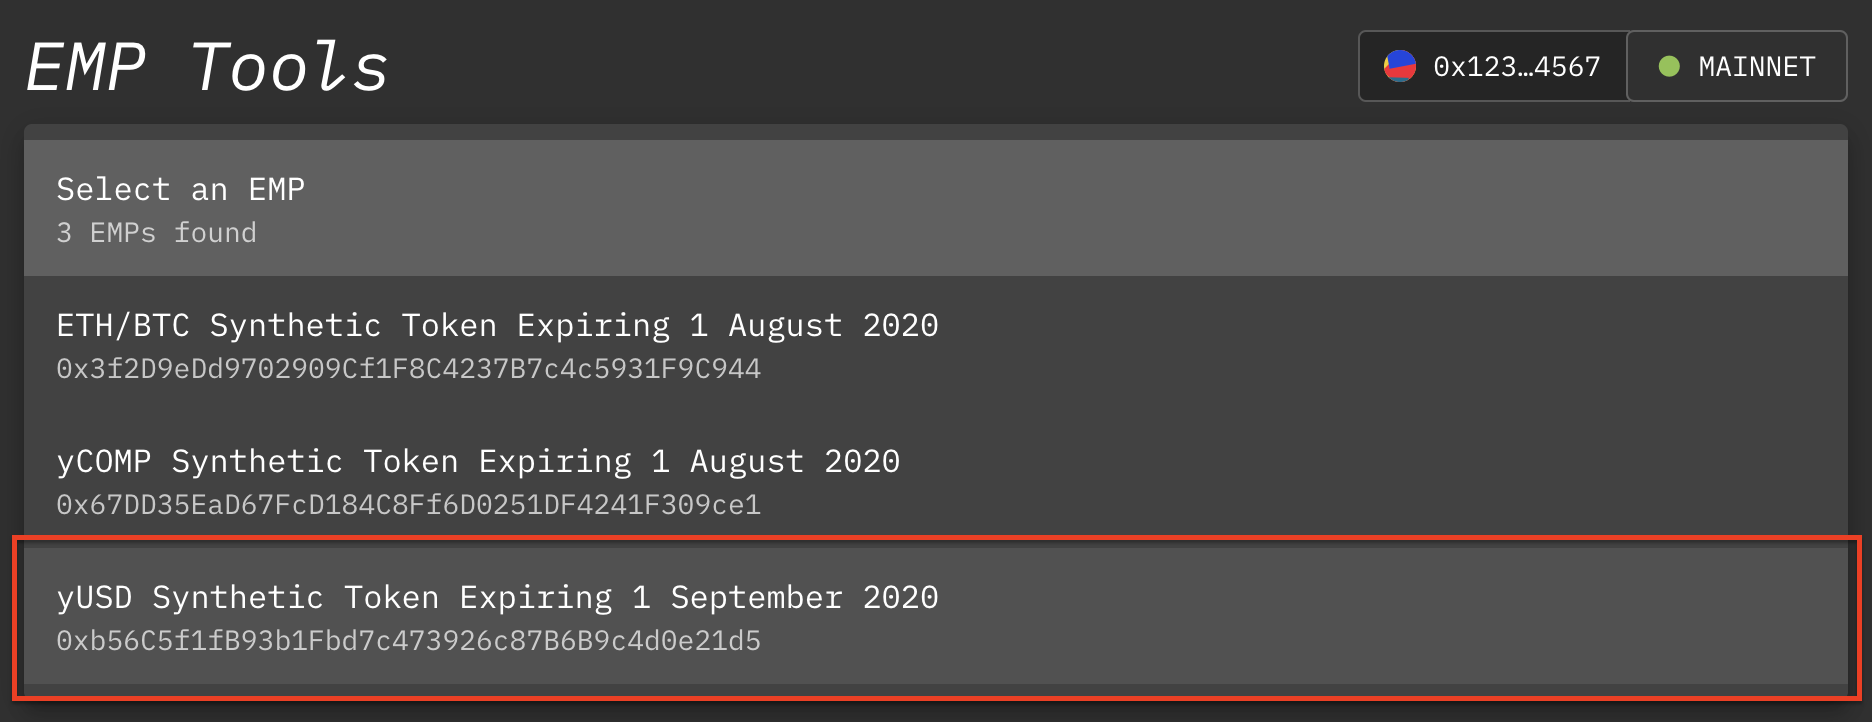 EMP Tools
0x123…4567
MAINNET
Select an EMP
3 EMPs found
ETH/BTC Synthetic Token Expiring 1 August 2020
0x3f2D9eDd9702909Cf1F8C4237B7c4c5931F9C944
yCOMP Synthetic Token Expiring 1 August 2020
0x67DD35EaD67FcD184C8Ff6D0251DF4241F309ce1
yUSD Synthetic Token Expiring 1 September 2020
0xb56C5f1fB93b1Fbd7c473926c87B6B9c4d0e21d5